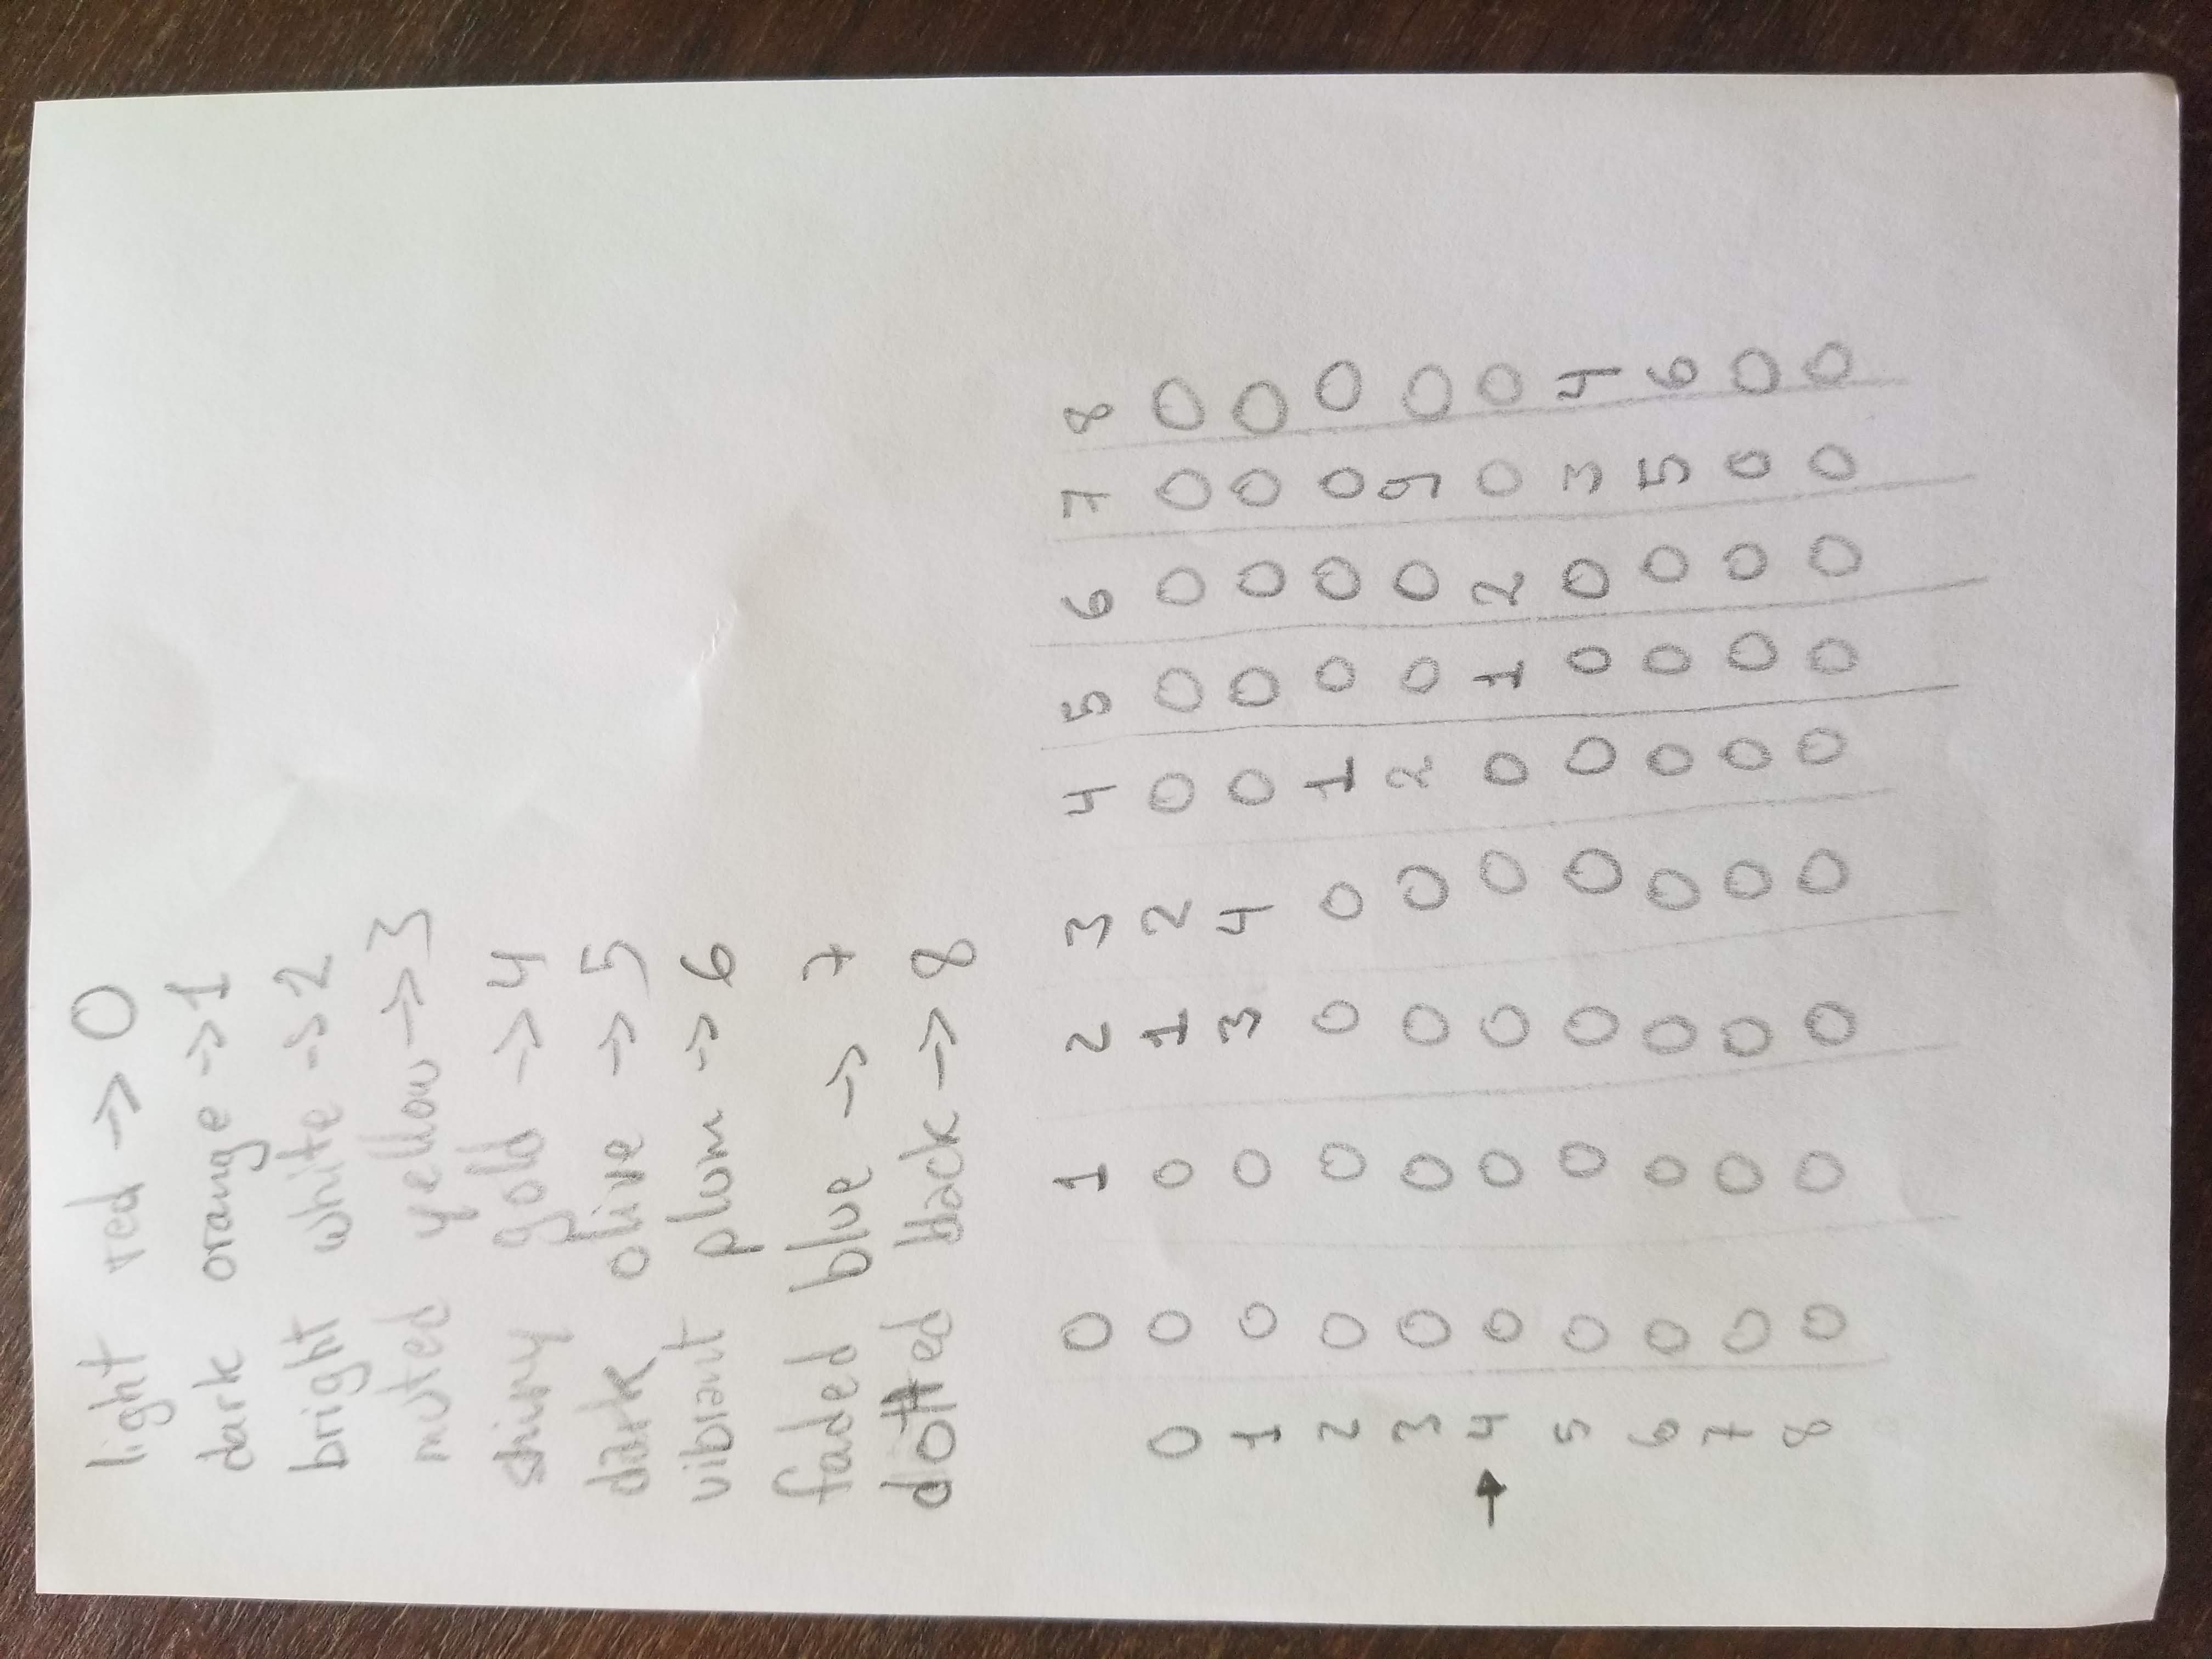 light red -> 0
dark orange -> 1
bright white -> 2
muted yellow -> 3
shiny gold -> 4
dark olive -> 5
vibrant plum -> 6
faded blue -> 7
dotted black -> 8
0 1 2 3 4 5 6 7 8
0 0 0 1 2 0 0 0 0 0
1 0 0 3 4 0 0 0 0 0
2 0 0 0 0 1 0 0 0 0
3 0 0 0 0 2 0 0 9 0
→ 4 0 0 0 0 0 1 2 0 0
5 0 0 0 0 0 0 0 3 4
6 0 0 0 0 0 0 0 5 6
7 0 0 0 0 0 0 0 0 0
8 0 0 0 0 0 0 0 0 0